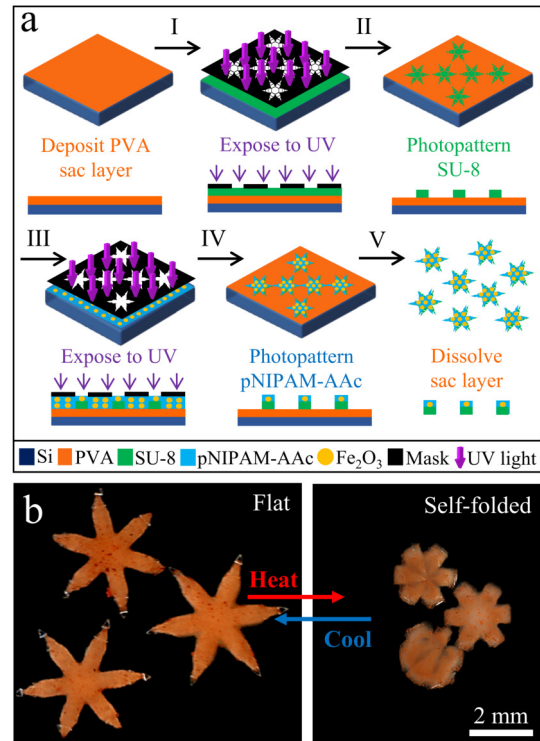 a
I
II
Deposit PVA
sac layer
Expose to UV
Photopattern
SU-8
III
IV
V
Expose to UV
Photopattern
pNIPAM-AAc
Dissolve
sac layer
Si PVA SU-8 pNIPAM-AAc Fe₂O₃ Mask UV light
b
Flat
Self-folded
Heat
Cool
2 mm